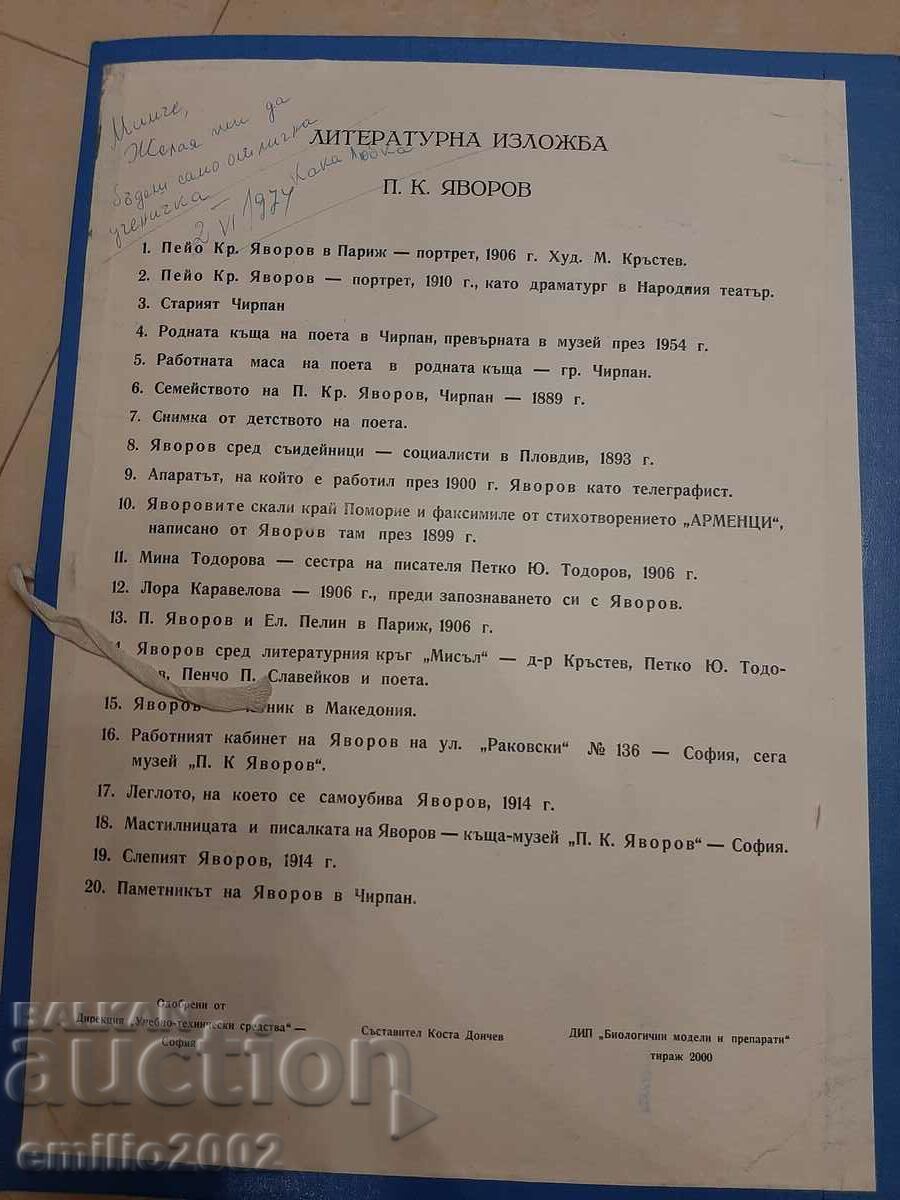 Минче,
Желая ти да
бъдеш само отличка
ученичка
Кака
2 VI 1974
ЛИТЕРАТУРНА ИЗЛОЖБА
П. К. ЯВОРОВ
1. Пейо Кр. Яворов в Париж — портрет, 1906 г. Худ. М. Кръстев.
2. Пейо Кр. Яворов — портрет, 1910 г., като драматург в Народния театър.
3. Старият Чирпан
4. Родната къща на поета в Чирпан, превърната в музей през 1954 г.
5. Работната маса на поета в родната къща — гр. Чирпан.
6. Семейството на П. Кр. Яворов, Чирпан — 1889 г.
7. Снимка от детството на поета.
8. Яворов сред съидейници — социалисти в Пловдив, 1893 г.
9. Апаратът, на който е работил през 1900 г. Яворов като телеграфист.
10. Яворовите скали край Поморие и факсимиле от стихотворението „АРМЕНЦИ“,
написано от Яворов там през 1899 г.
11. Мина Тодорова — сестра на писателя Петко Ю. Тодоров, 1906 г.
12. Лора Каравелова — 1906 г., преди запознаването си с Яворов.
13. П. Яворов и Ел. Пелин в Париж, 1906 г.
Яворов сред литературния кръг „Мисъл“ — д-р Кръстев, Петко Ю. Тодо-
в, Пенчо П. Славейков и поета.
15. Яворов ник в Македония.
16. Работният кабинет на Яворов на ул. „Раковски“ № 136 — София, сега
музей „П. К Яворов“.
17. Леглото, на което се самоубива Яворов, 1914 г.
18. Мастилницата и писалката на Яворов — къща-музей „П. К. Яворов“ — София.
19. Слепият Яворов, 1914 г.
20. Паметникът на Яворов в Чирпан.
Одобрени от
Дирекция „Учебно-технически средства“ —
София
Съставител Коста Дончев
ДИП „Биологични модели и препарати“
тираж 2000
BALKAN
auction
emilio2002